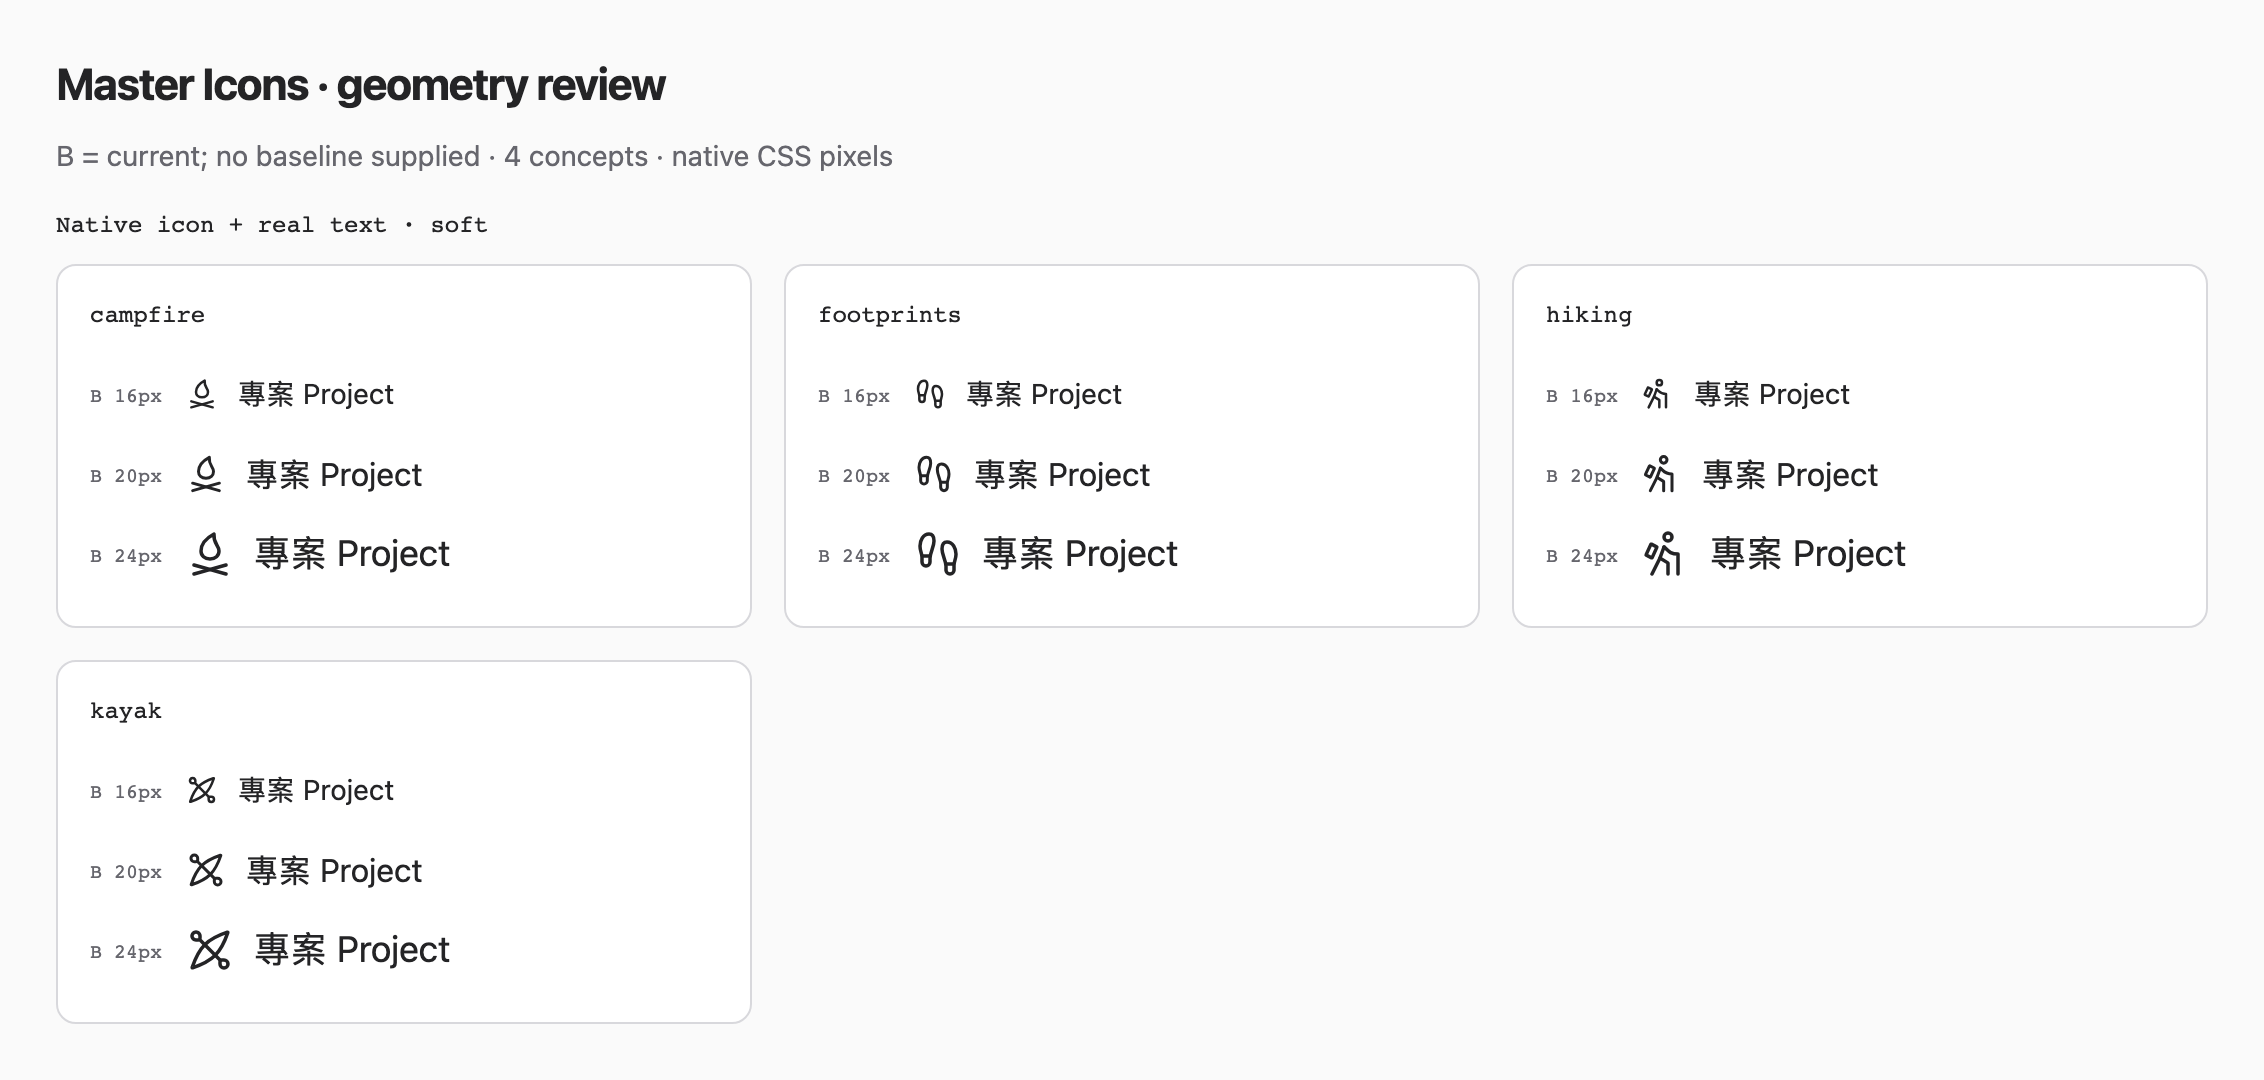 Master Icons · geometry review
B = current; no baseline supplied · 4 concepts · native CSS pixels
Native icon + real text · soft
campfire
B 16px 專案 Project
B 20px 專案 Project
B 24px 專案 Project
footprints
B 16px 專案 Project
B 20px 專案 Project
B 24px 專案 Project
hiking
B 16px 專案 Project
B 20px 專案 Project
B 24px 專案 Project
kayak
B 16px 專案 Project
B 20px 專案 Project
B 24px 專案 Project